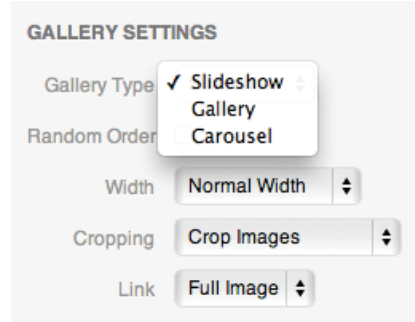 GALLERY SETTINGS
Gallery Type ✓ Slideshow
Gallery
Random Order Carousel
Width Normal Width
Cropping Crop Images
Link Full Image